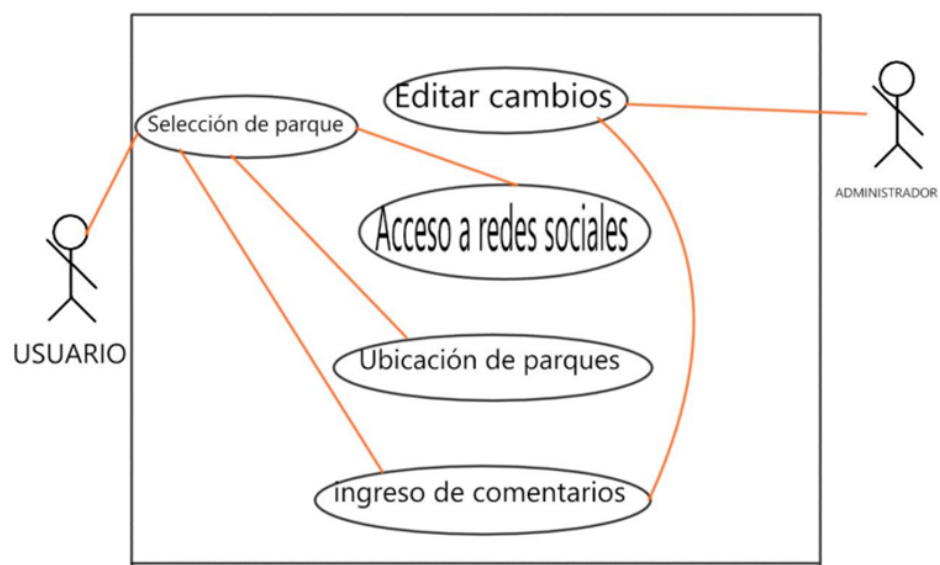 Editar cambios
Selección de parque
ADMINISTRADOR
Acceso a redes sociales
USUARIO
Ubicación de parques
ingreso de comentarios